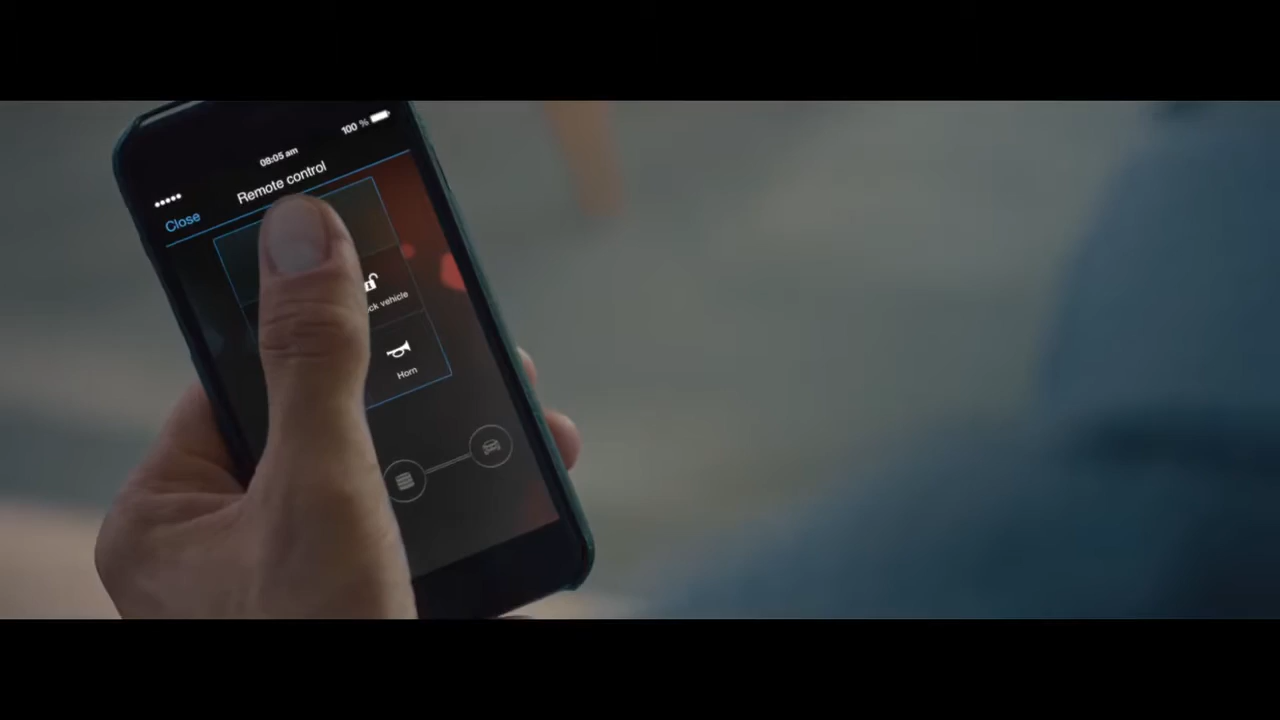 100 %
08:05 am
Remote control
Close
ck vehicle
Horn